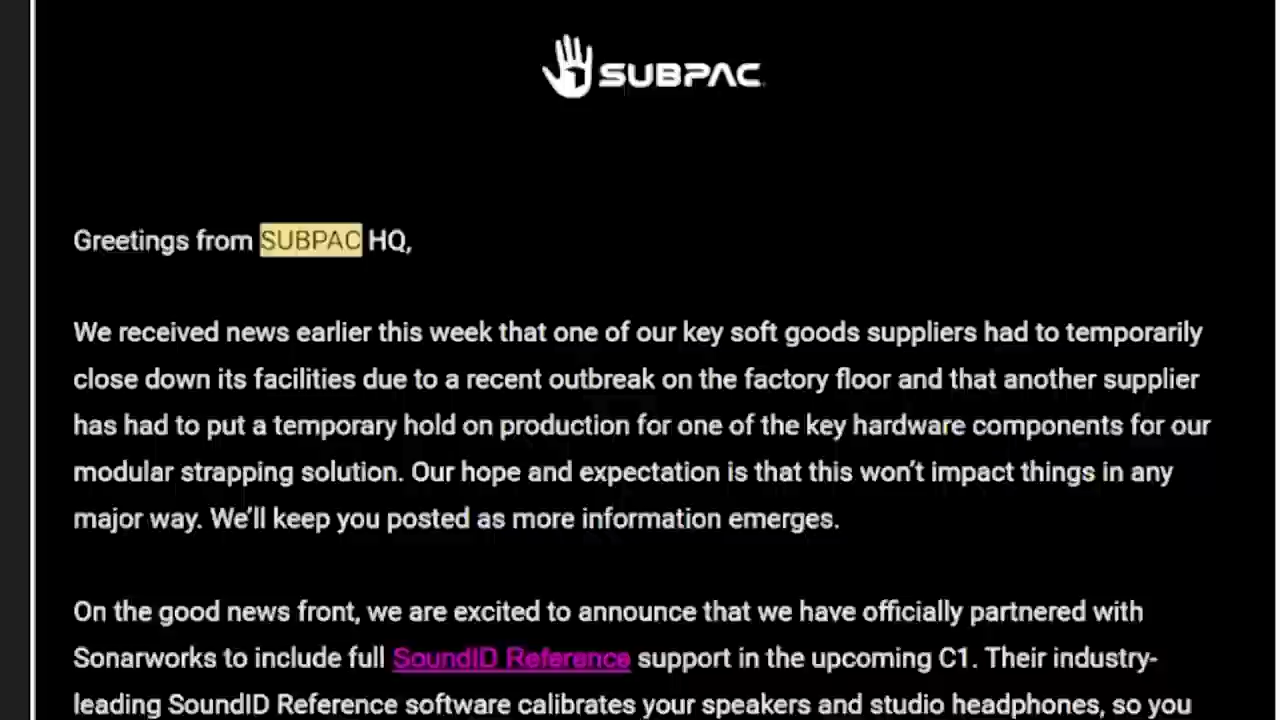 SUBPAC
Greetings from SUBPAC HQ,
We received news earlier this week that one of our key soft goods suppliers had to temporarily
close down its facilities due to a recent outbreak on the factory floor and that another supplier
has had to put a temporary hold on production for one of the key hardware components for our
modular strapping solution. Our hope and expectation is that this won’t impact things in any
major way. We’ll keep you posted as more information emerges.
On the good news front, we are excited to announce that we have officially partnered with
Sonarworks to include full SoundID Reference support in the upcoming C1. Their industry-
leading SoundID Reference software calibrates your speakers and studio headphones, so you